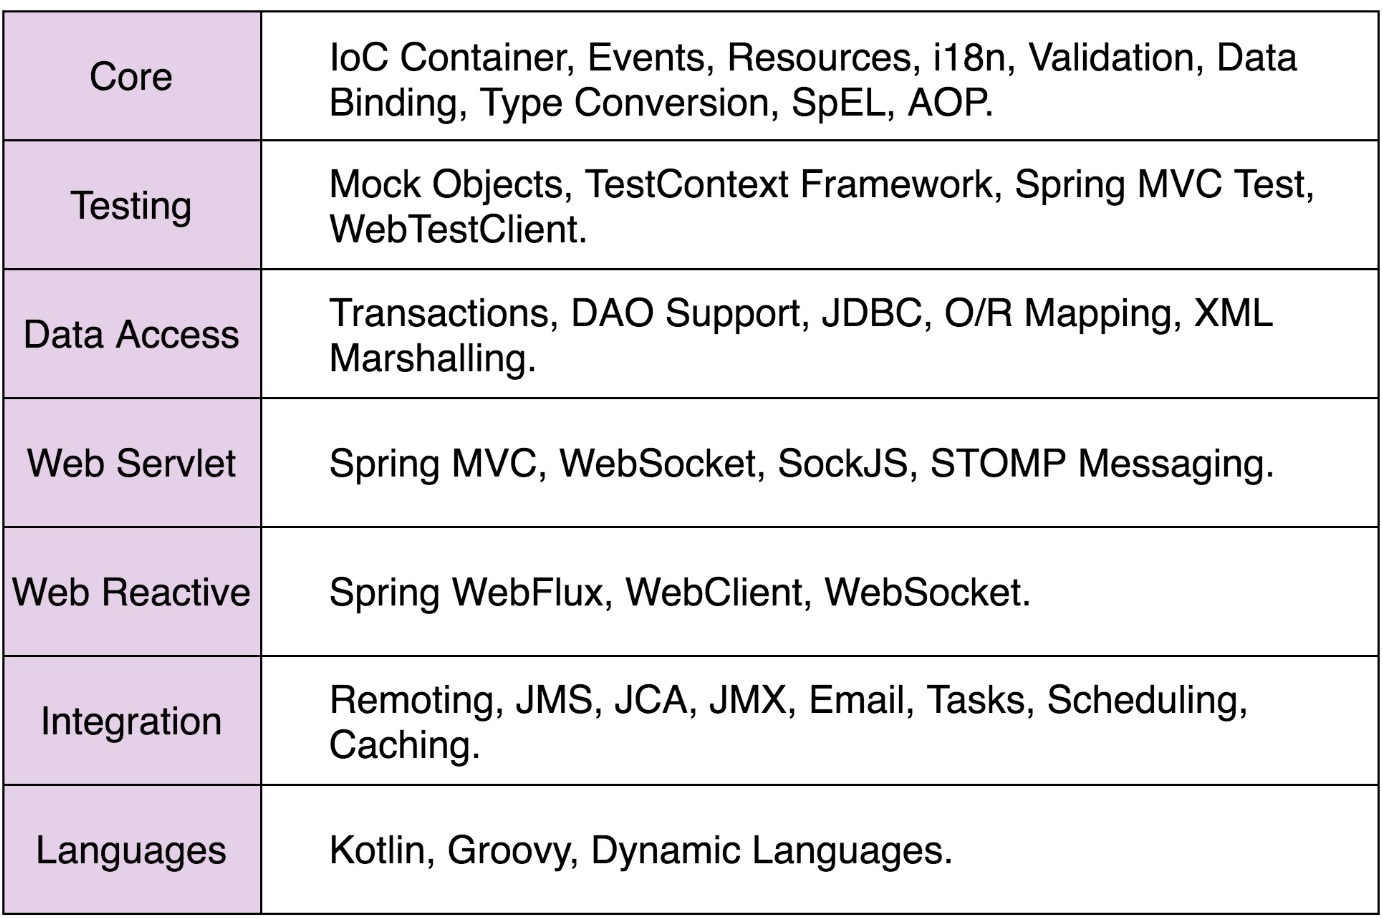 Core
IoC Container, Events, Resources, i18n, Validation, Data
Binding, Type Conversion, SpEL, AOP.
Testing
Mock Objects, TestContext Framework, Spring MVC Test,
WebTestClient.
Data Access
Transactions, DAO Support, JDBC, O/R Mapping, XML
Marshalling.
Web Servlet
Spring MVC, WebSocket, SockJS, STOMP Messaging.
Web Reactive
Spring WebFlux, WebClient, WebSocket.
Integration
Remoting, JMS, JCA, JMX, Email, Tasks, Scheduling,
Caching.
Languages
Kotlin, Groovy, Dynamic Languages.